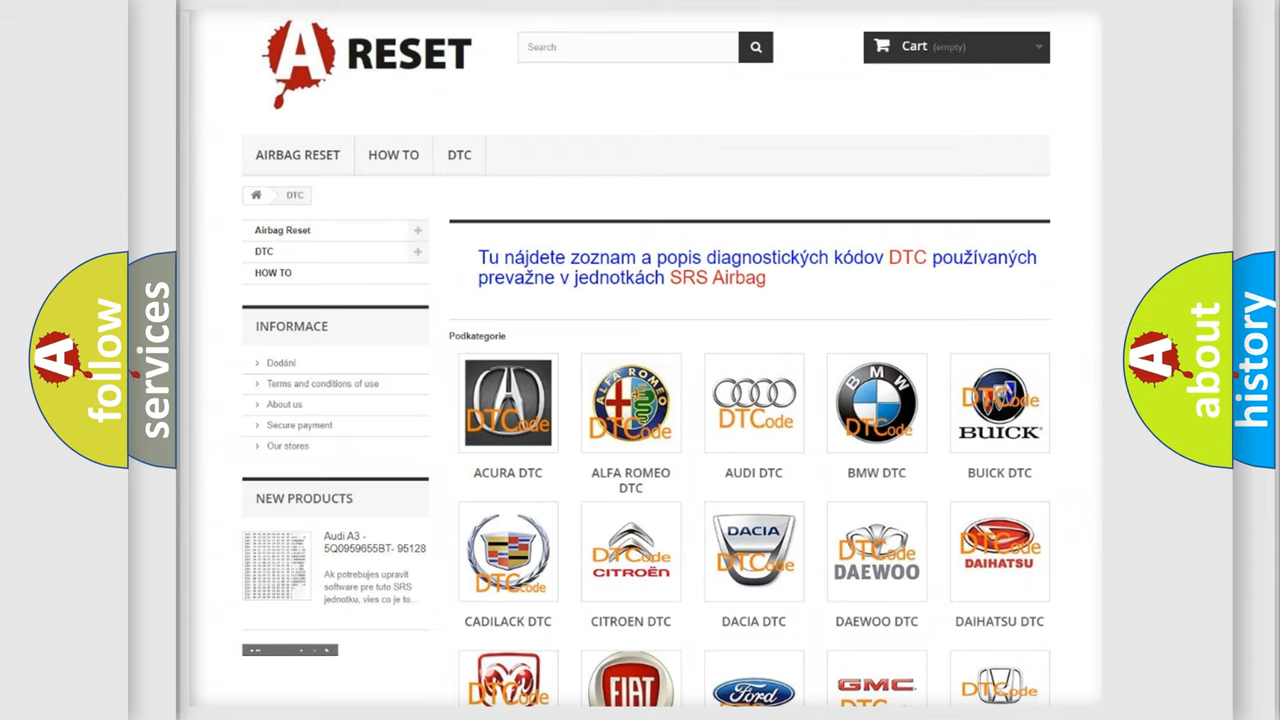 A RESET
Search
Cart (empty)
AIRBAG RESET
HOW TO
DTC
DTC
Airbag Reset
DTC
HOW TO
Tu nájdete zoznam a popis diagnostických kódov DTC používaných
prevažne v jednotkách SRS Airbag
INFORMACE
Dodání
Terms and conditions of use
About us
Secure payment
Our stores
NEW PRODUCTS
Audi A3 -
5Q0959655BT- 95128
Ak potrebujes upravit
software pre tuto SRS
jednotku, vies co je to...
Podkategorie
DTCode
ALFA ROMEO
DTCode
DTCode
BMW
DTCode
DTCode
BUICK
ACURA DTC
ALFA ROMEO
DTC
AUDI DTC
BMW DTC
BUICK DTC
DTCode
DTCode
CITROËN
DACIA
DTCode
DTCode
DAEWOO
DTCode
DAIHATSU
CADILACK DTC
CITROEN DTC
DACIA DTC
DAEWOO DTC
DAIHATSU DTC
DTCode
FIAT
Ford
GMC
DTCode
A follow
services
A about
history